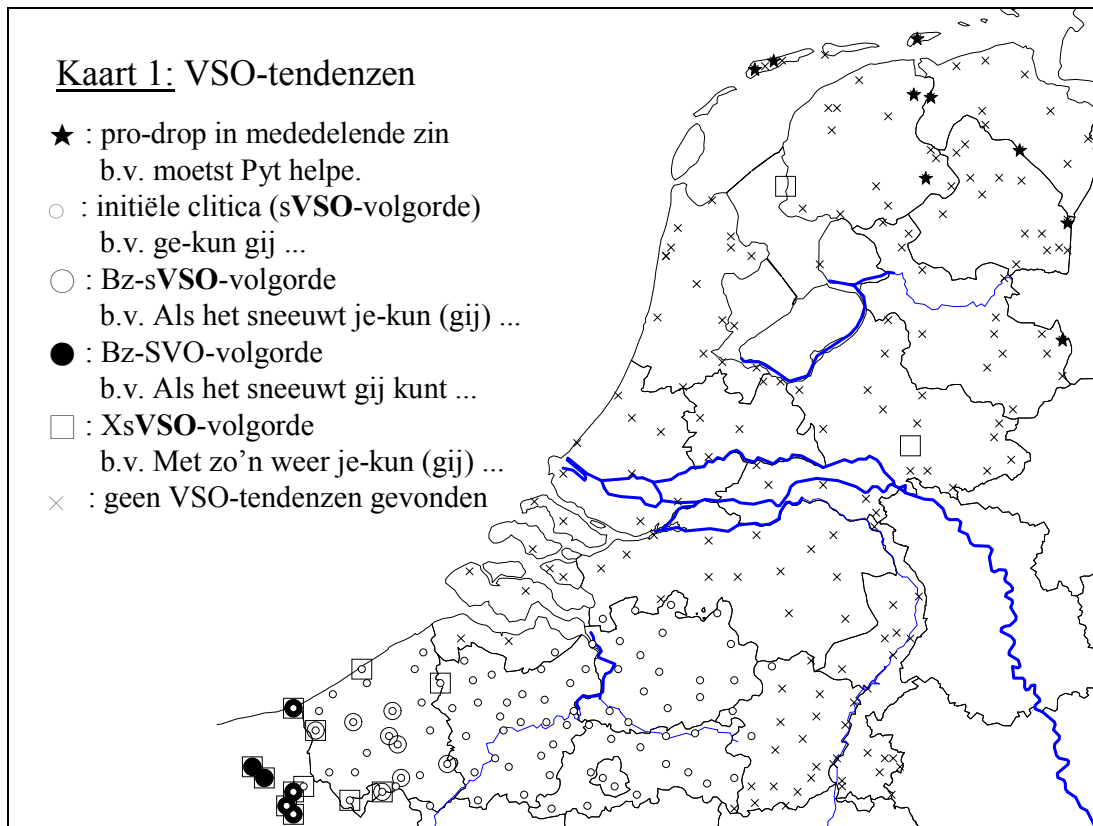 Kaart 1: VSO-tendenzen
★ : pro-drop in mededelende zin
b.v. moetst Pyt helpe.
○ : initiële clitica (sVSO-volgorde)
b.v. ge-kun gij ...
◯ : Bz-sVSO-volgorde
b.v. Als het sneeuwt je-kun (gij) ...
● : Bz-SVO-volgorde
b.v. Als het sneeuwt gij kunt ...
□ : XsVSO-volgorde
b.v. Met zo’n weer je-kun (gij) ...
× : geen VSO-tendenzen gevonden